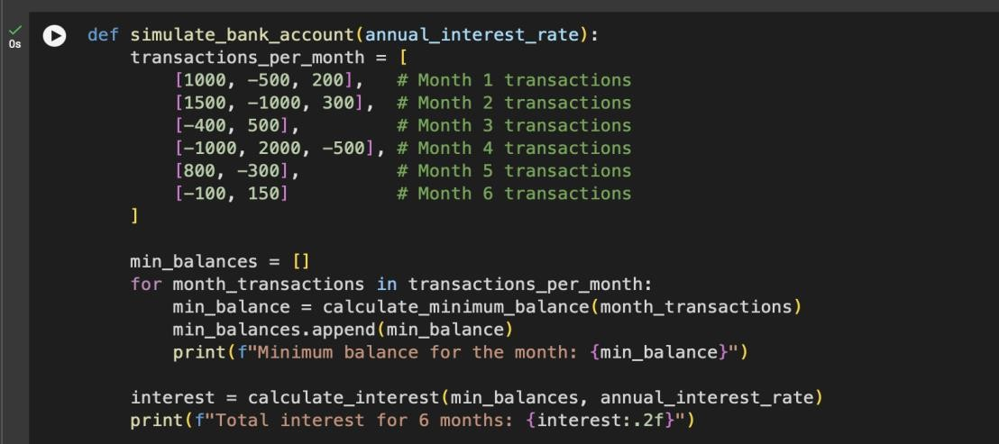 def simulate_bank_account(annual_interest_rate):
    transactions_per_month = [
        [1000, -500, 200],   # Month 1 transactions
        [1500, -1000, 300],  # Month 2 transactions
        [-400, 500],         # Month 3 transactions
        [-1000, 2000, -500], # Month 4 transactions
        [800, -300],         # Month 5 transactions
        [-100, 150]          # Month 6 transactions
    ]

    min_balances = []
    for month_transactions in transactions_per_month:
        min_balance = calculate_minimum_balance(month_transactions)
        min_balances.append(min_balance)
        print(f"Minimum balance for the month: {min_balance}")

    interest = calculate_interest(min_balances, annual_interest_rate)
    print(f"Total interest for 6 months: {interest:.2f}")
0s